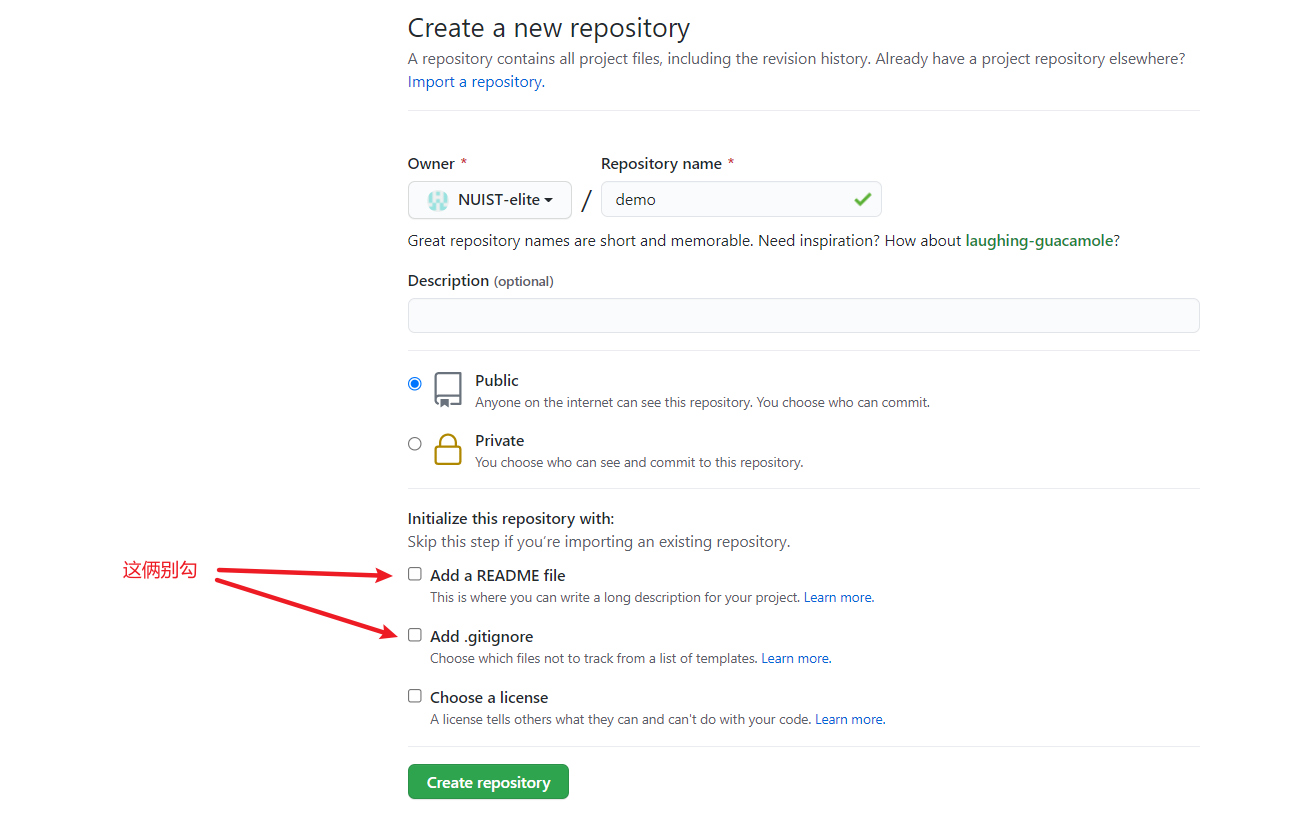 Create a new repository
A repository contains all project files, including the revision history. Already have a project repository elsewhere?
Import a repository.
Owner *
Repository name *
NUIST-elite
/
demo
Great repository names are short and memorable. Need inspiration? How about laughing-guacamole?
Description (optional)
Public
Anyone on the internet can see this repository. You choose who can commit.
Private
You choose who can see and commit to this repository.
Initialize this repository with:
Skip this step if you're importing an existing repository.
这俩别勾
Add a README file
This is where you can write a long description for your project. Learn more.
Add .gitignore
Choose which files not to track from a list of templates. Learn more.
Choose a license
A license tells others what they can and can't do with your code. Learn more.
Create repository